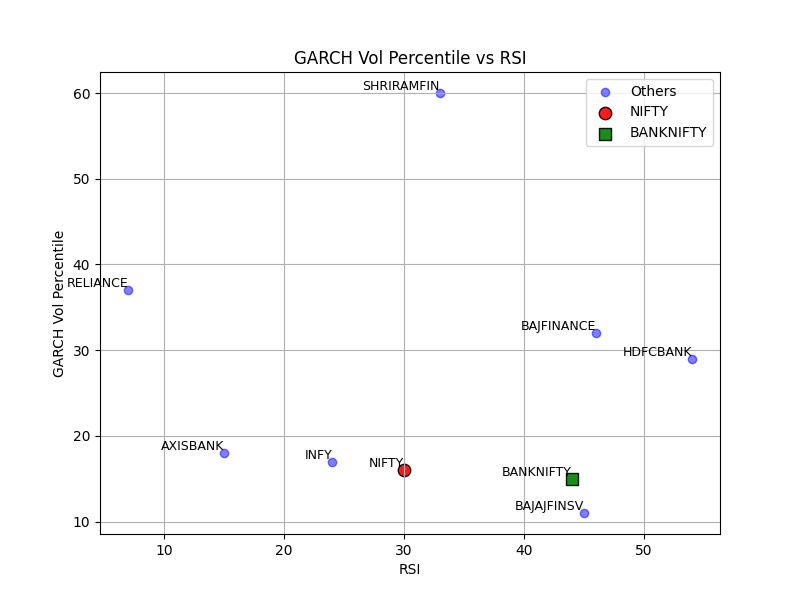 GARCH Vol Percentile vs RSI
Others
NIFTY
BANKNIFTY
SHRIRAMFIN
RELIANCE
BAJFINANCE
HDFCBANK
AXISBANK
INFY
NIFTY
BANKNIFTY
BAJAJFINSV
60
50
40
30
20
10
GARCH Vol Percentile
10
20
30
40
50
RSI